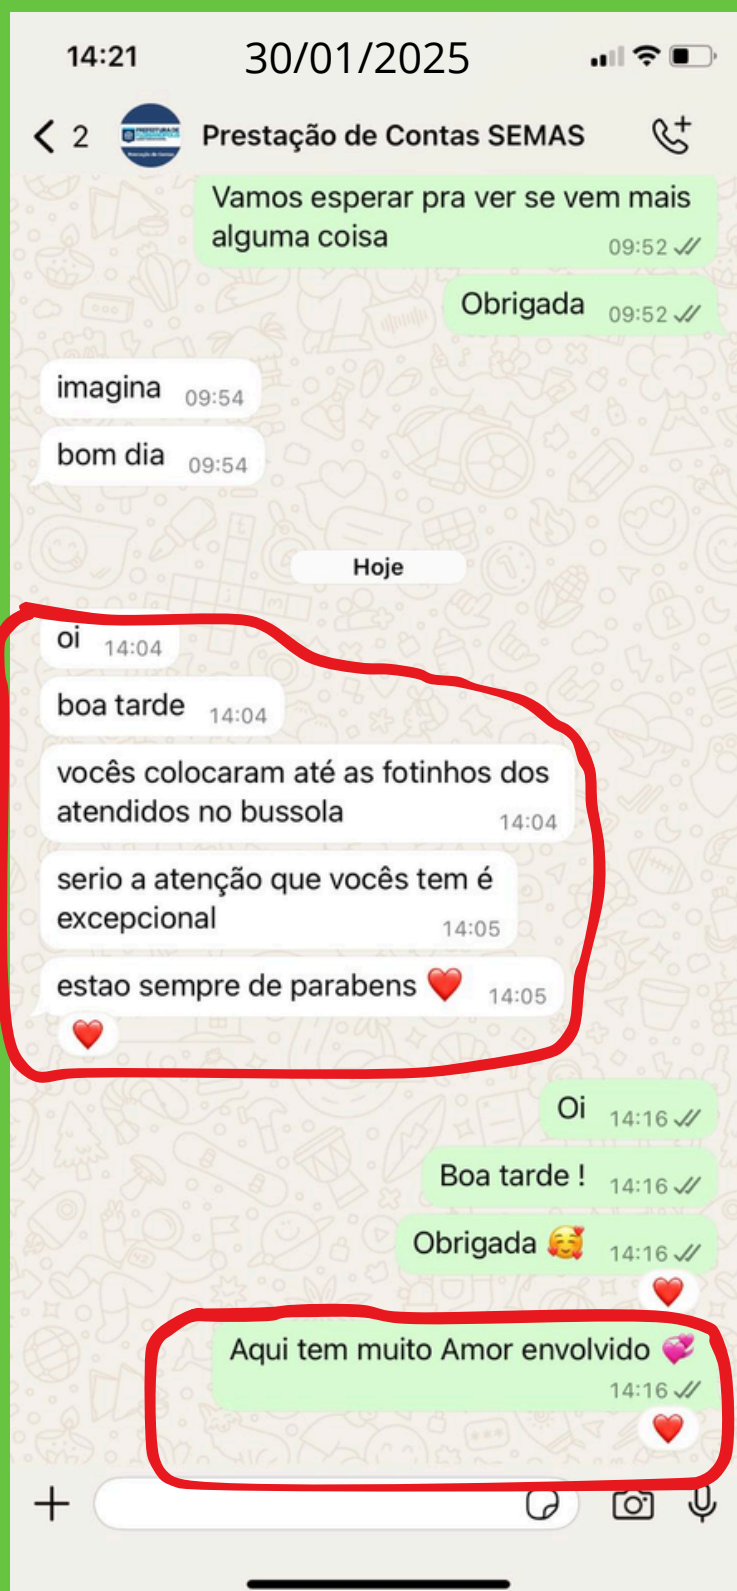 14:21
30/01/2025
2
Prestação de Contas SEMAS
Vamos esperar pra ver se vem mais
alguma coisa
09:52
Obrigada 09:52
imagina 09:54
bom dia 09:54
Hoje
oi 14:04
boa tarde 14:04
vocês colocaram até as fotinhos dos
atendidos no bussola 14:04
serio a atenção que vocês tem é
excepcional 14:05
estao sempre de parabens ❤️ 14:05
❤️
Oi 14:16
Boa tarde ! 14:16
Obrigada 🥰 14:16
❤️
Aqui tem muito Amor envolvido 💞
14:16
❤️